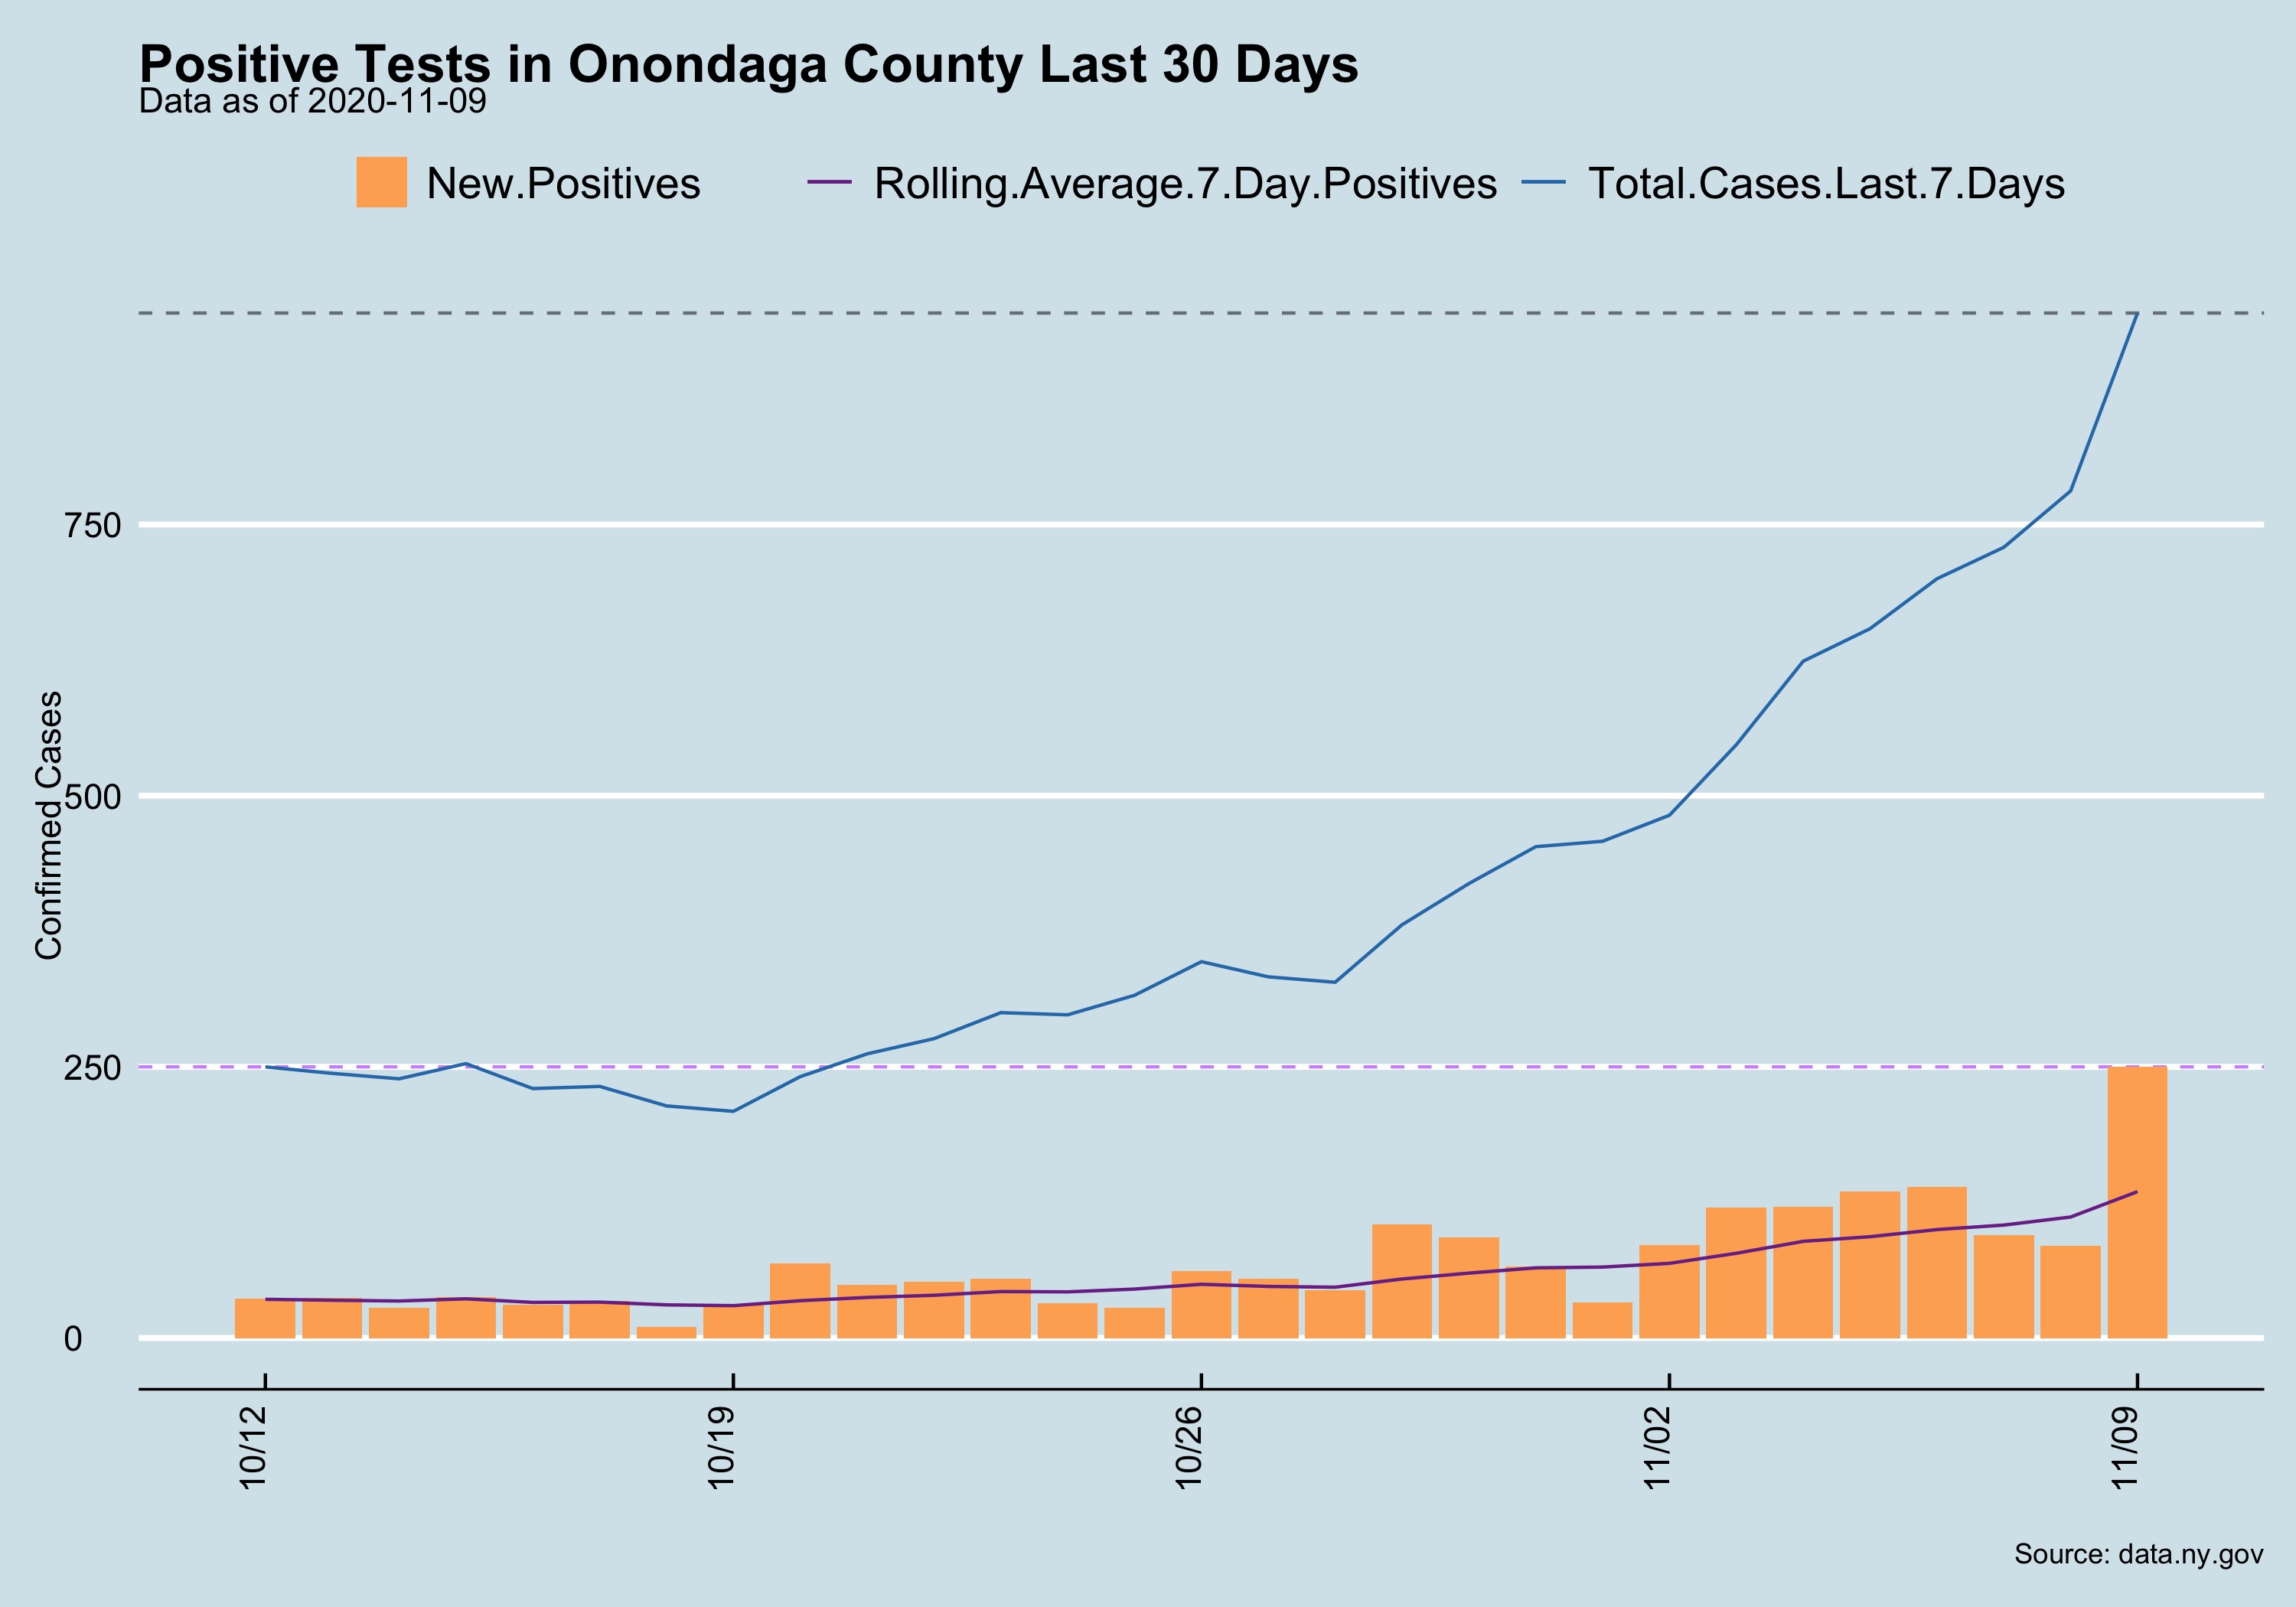 Positive Tests in Onondaga County Last 30 Days
Data as of 2020-11-09
New.Positives Rolling.Average.7.Day.Positives Total.Cases.Last.7.Days
Confirmed Cases
750
500
250
0
10/12 10/19 10/26 11/02 11/09
Source: data.ny.gov